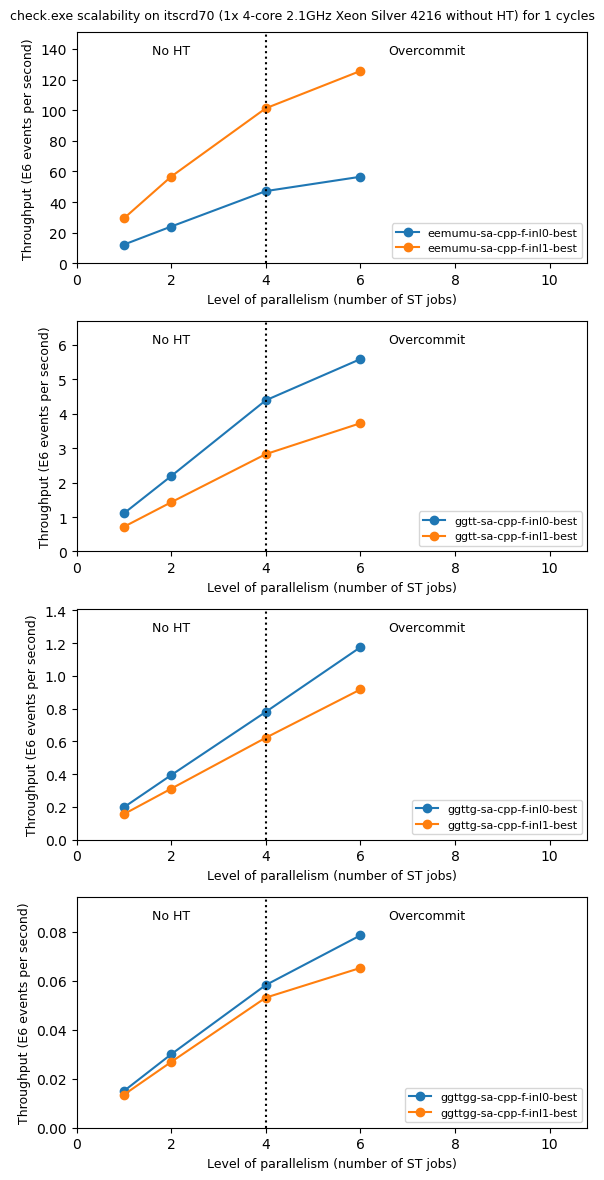 check.exe scalability on itscrd70 (1x 4-core 2.1GHz Xeon Silver 4216 without HT) for 1 cycles
No HT
Overcommit
140
120
100
80
60
40
20
0
Throughput (E6 events per second)
eemumu-sa-cpp-f-inl0-best
eemumu-sa-cpp-f-inl1-best
0 2 4 6 8 10
Level of parallelism (number of ST jobs)
No HT
Overcommit
6
5
4
3
2
1
0
Throughput (E6 events per second)
ggtt-sa-cpp-f-inl0-best
ggtt-sa-cpp-f-inl1-best
0 2 4 6 8 10
Level of parallelism (number of ST jobs)
No HT
Overcommit
1.4
1.2
1.0
0.8
0.6
0.4
0.2
0.0
Throughput (E6 events per second)
ggttg-sa-cpp-f-inl0-best
ggttg-sa-cpp-f-inl1-best
0 2 4 6 8 10
Level of parallelism (number of ST jobs)
No HT
Overcommit
0.08
0.06
0.04
0.02
0.00
Throughput (E6 events per second)
ggttgg-sa-cpp-f-inl0-best
ggttgg-sa-cpp-f-inl1-best
0 2 4 6 8 10
Level of parallelism (number of ST jobs)